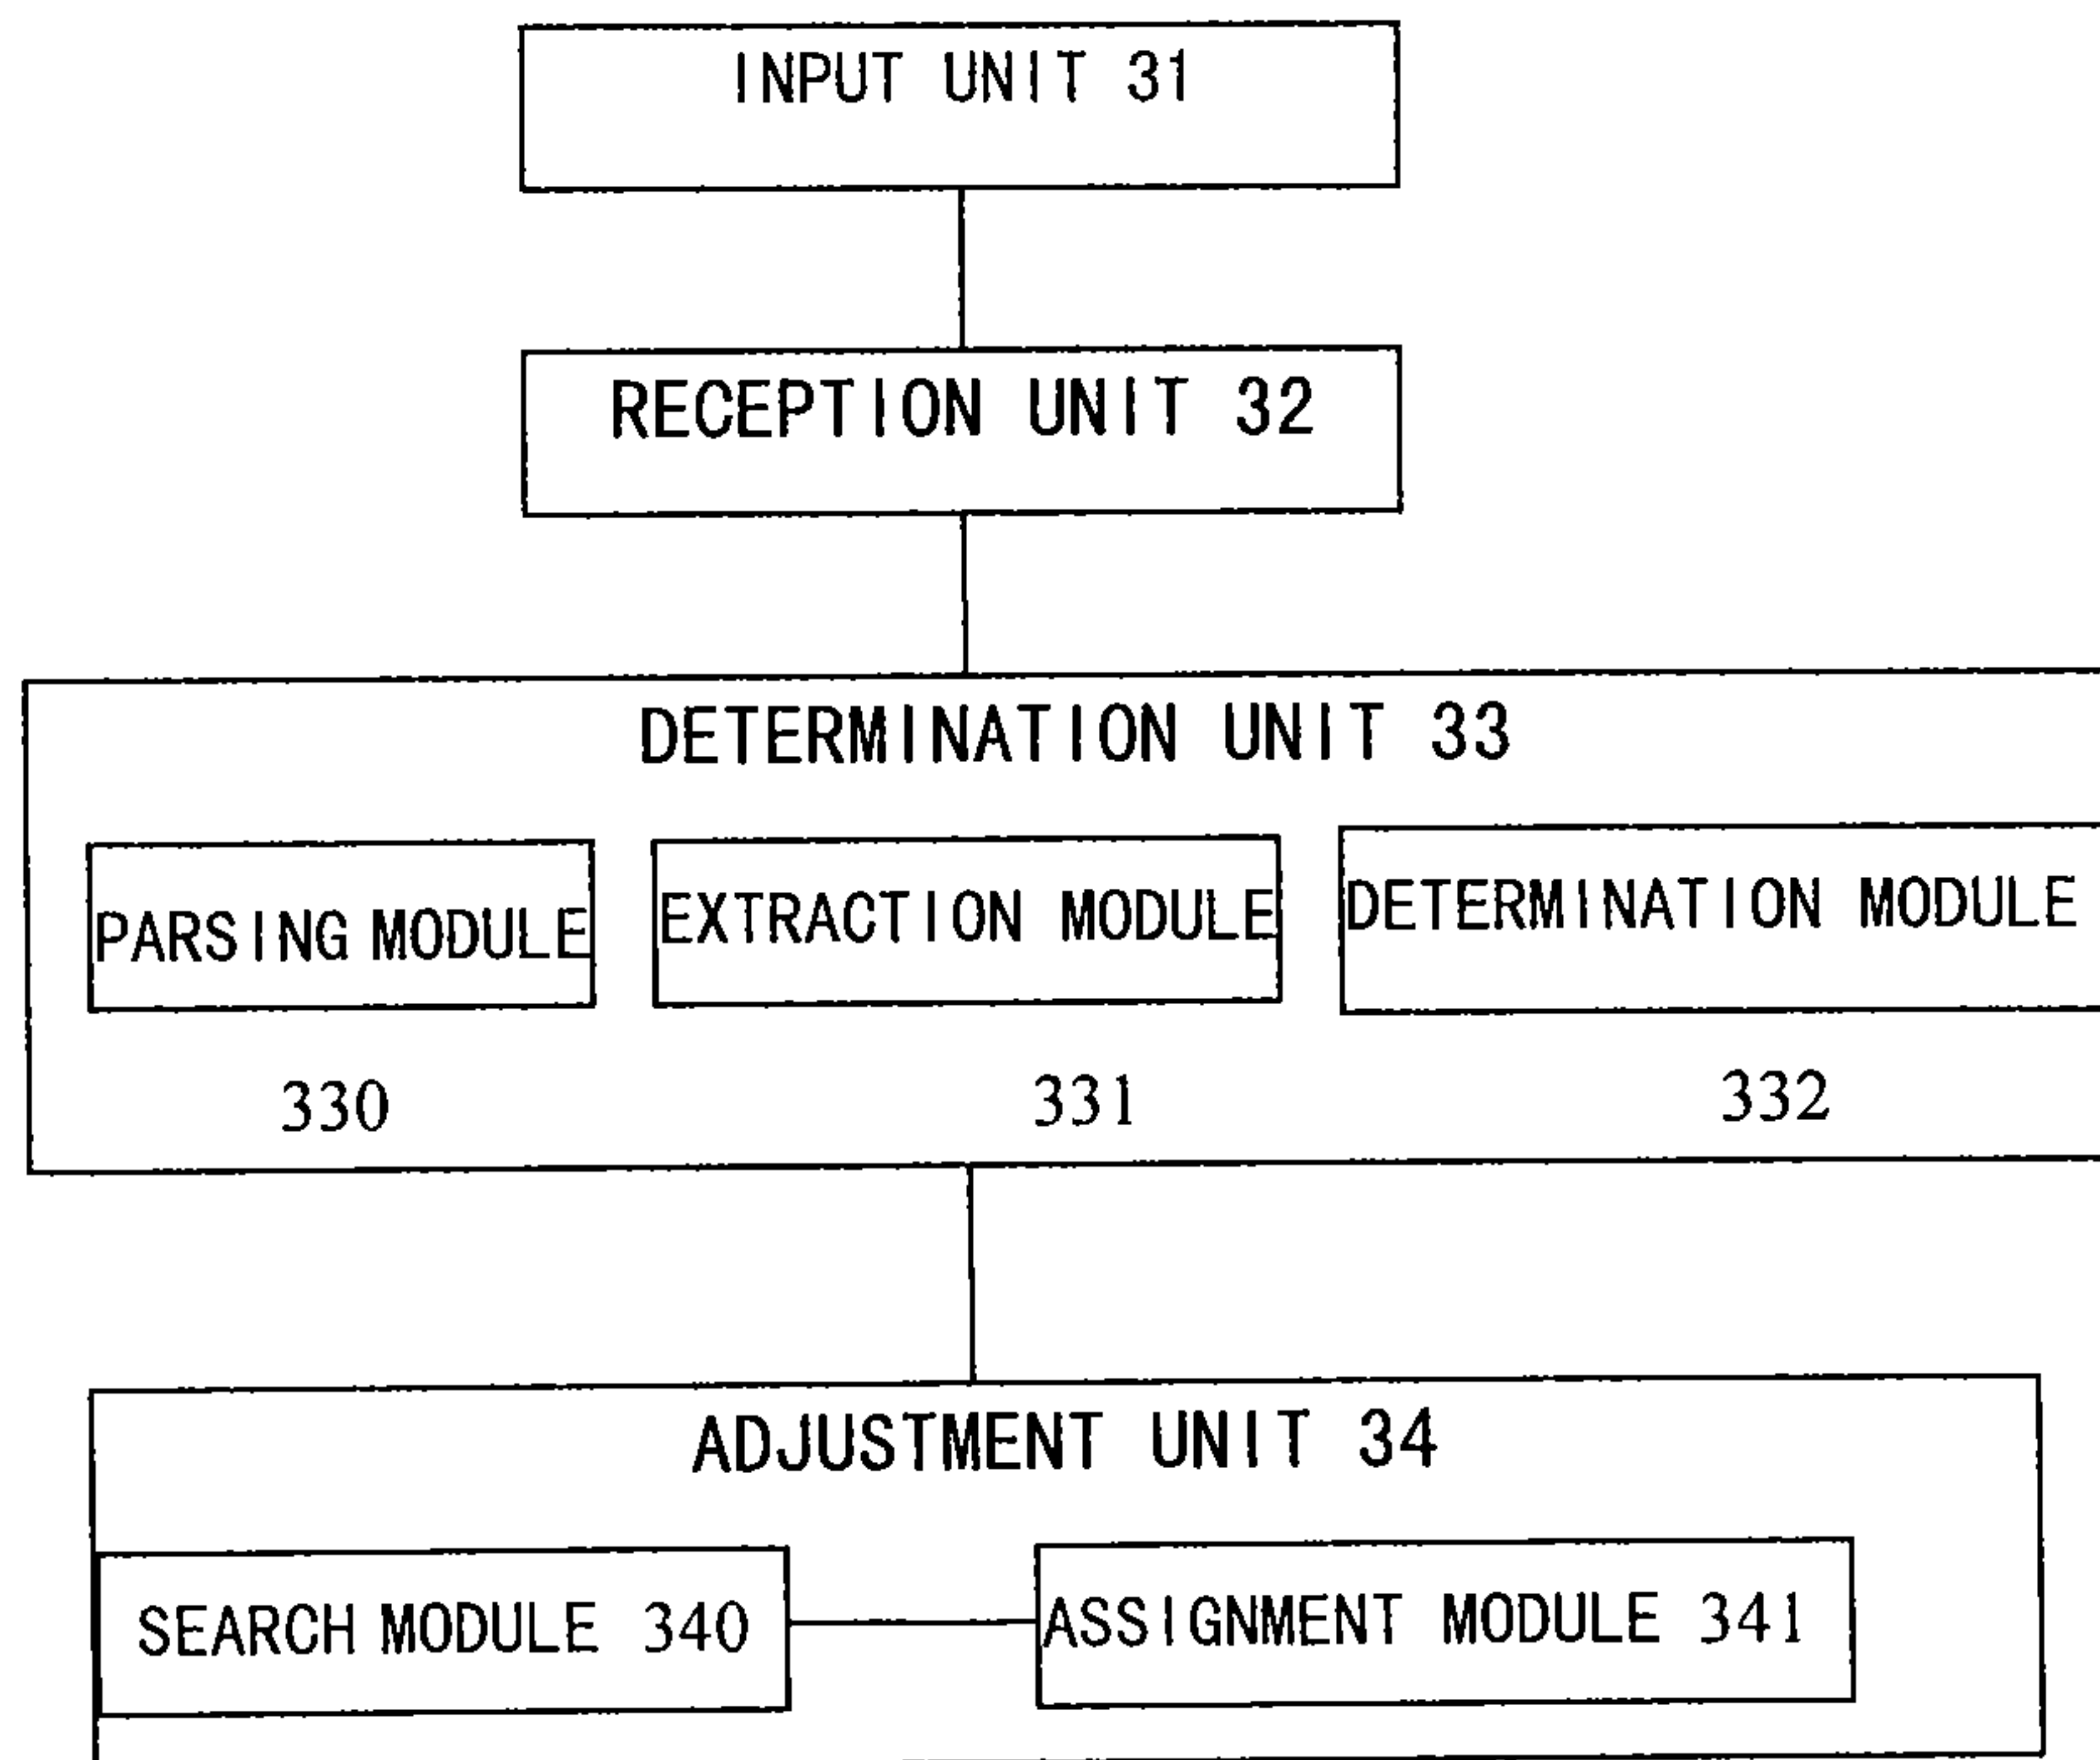 INPUT UNIT 31
RECEPTION UNIT 32
DETERMINATION UNIT 33
PARSING MODULE
EXTRACTION MODULE
DETERMINATION MODULE
330
331
332
ADJUSTMENT UNIT 34
SEARCH MODULE 340
ASSIGNMENT MODULE 341